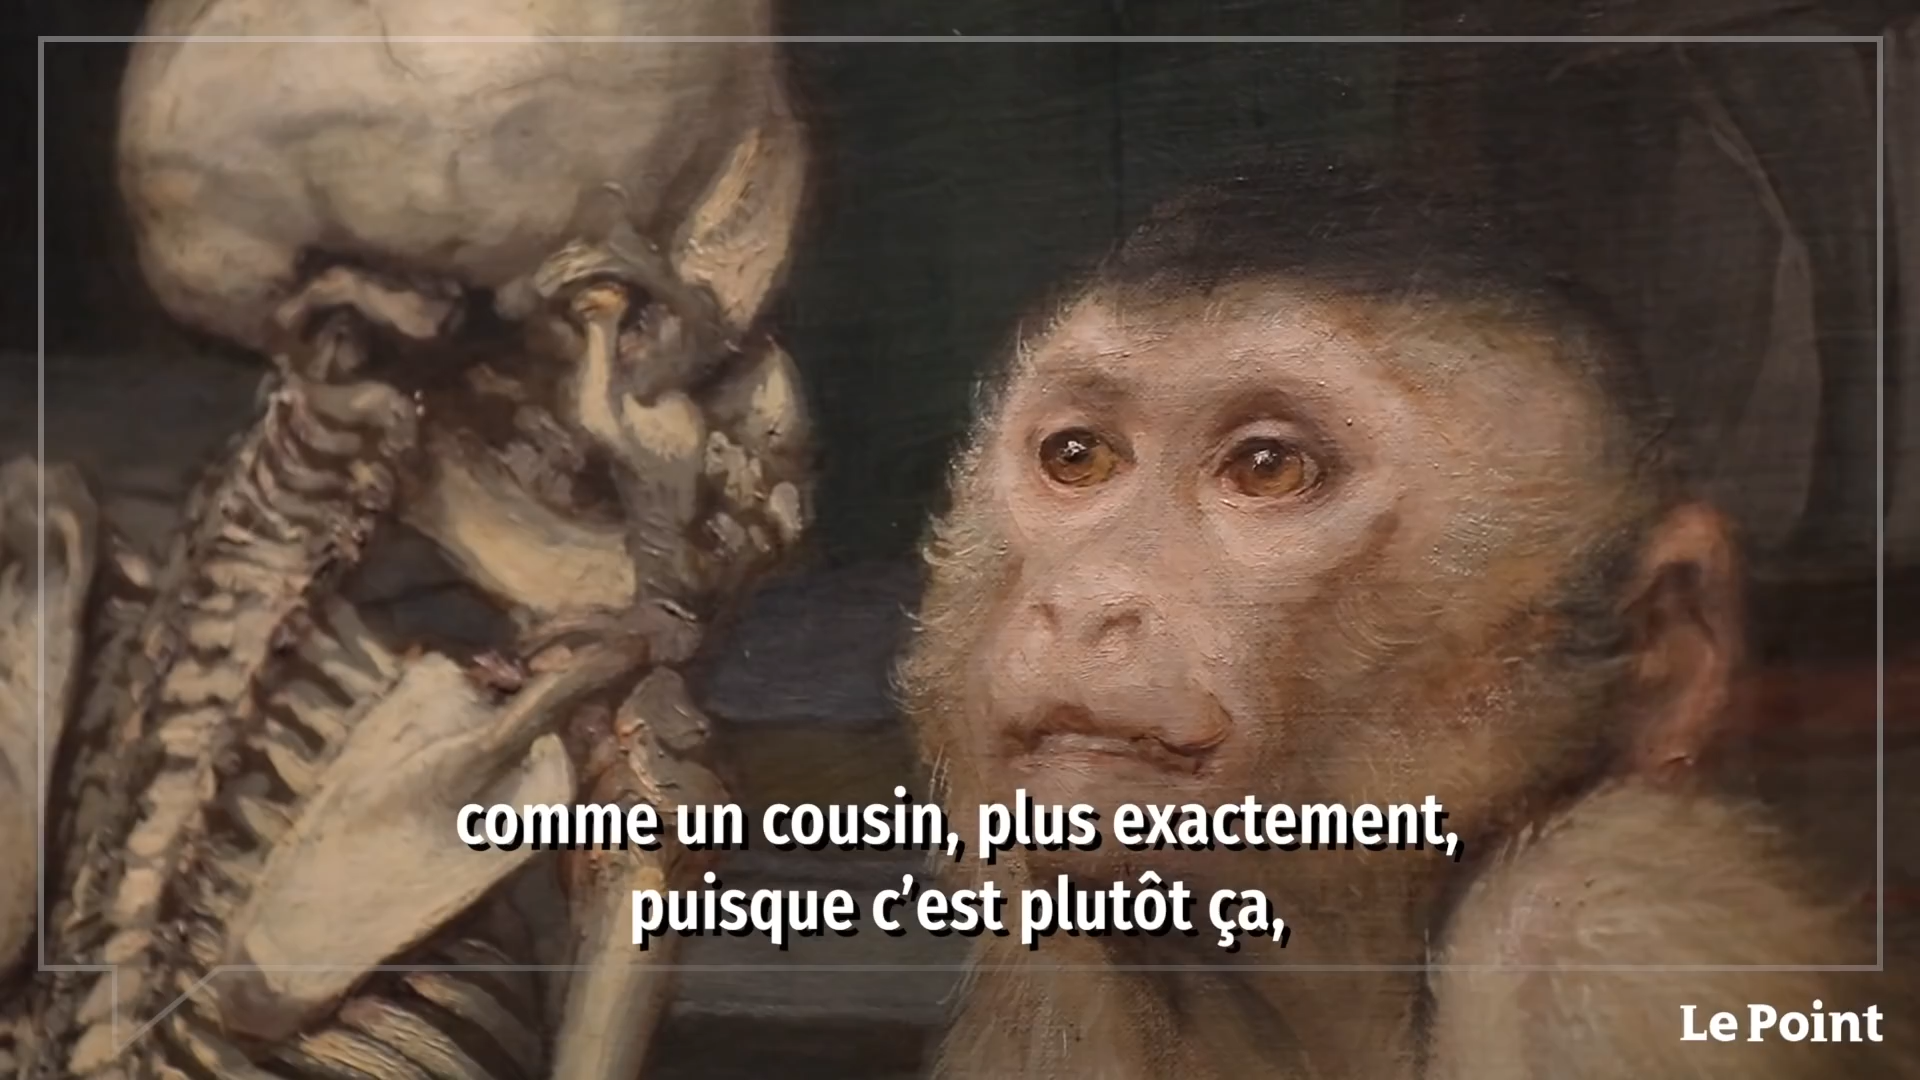 comme un cousin, plus exactement,
puisque c’est plutôt ça,
Le Point